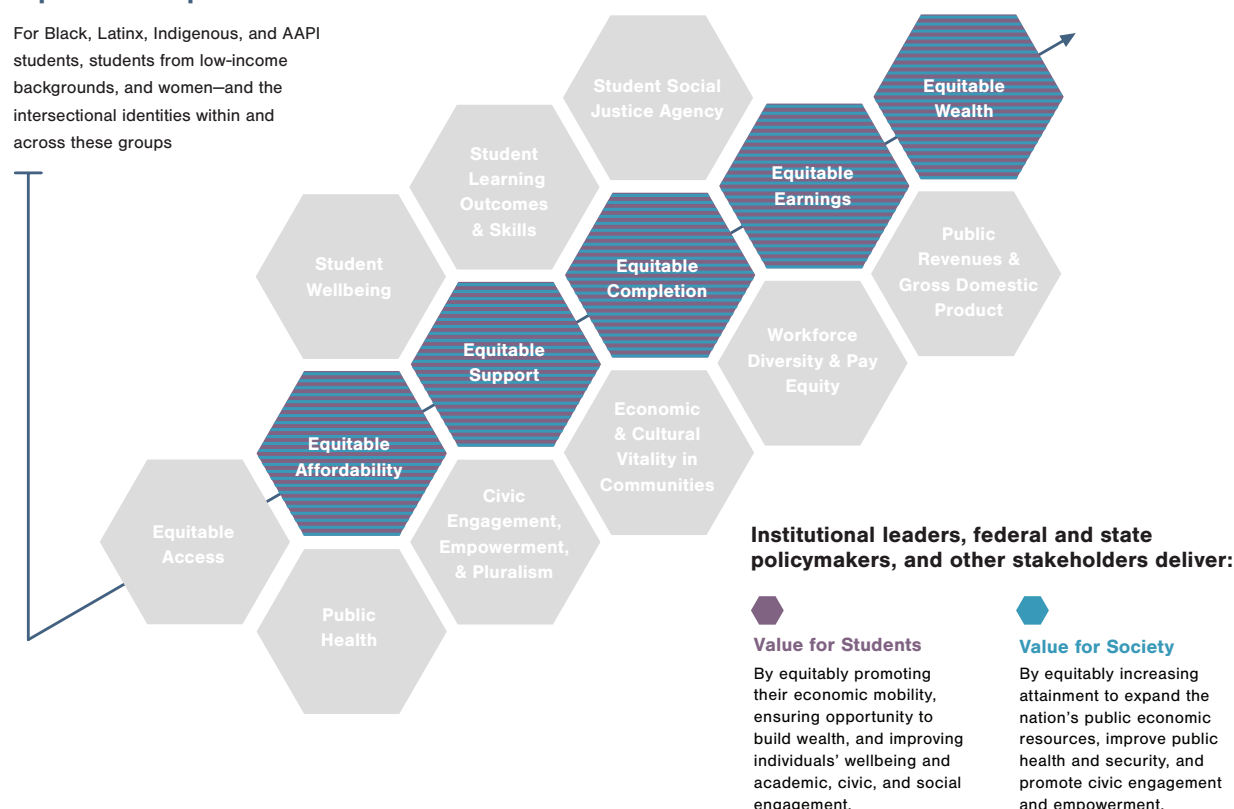 For Black, Latinx, Indigenous, and AAPI
students, students from low-income
backgrounds, and women—and the
intersectional identities within and
across these groups
Student Social
Justice Agency
Equitable
Wealth
Student
Learning
Outcomes
& Skills
Equitable
Earnings
Student
Wellbeing
Equitable
Completion
Public
Revenues &
Gross Domestic
Product
Equitable
Support
Workforce
Diversity & Pay
Equity
Equitable
Affordability
Economic
& Cultural
Vitality in
Communities
Equitable
Access
Civic
Engagement,
Empowerment,
& Pluralism
Public
Health
Institutional leaders, federal and state
policymakers, and other stakeholders deliver:
Value for Students
By equitably promoting
their economic mobility,
ensuring opportunity to
build wealth, and improving
individuals’ wellbeing and
academic, civic, and social
engagement.
Value for Society
By equitably increasing
attainment to expand the
nation’s public economic
resources, improve public
health and security, and
promote civic engagement
and empowerment.